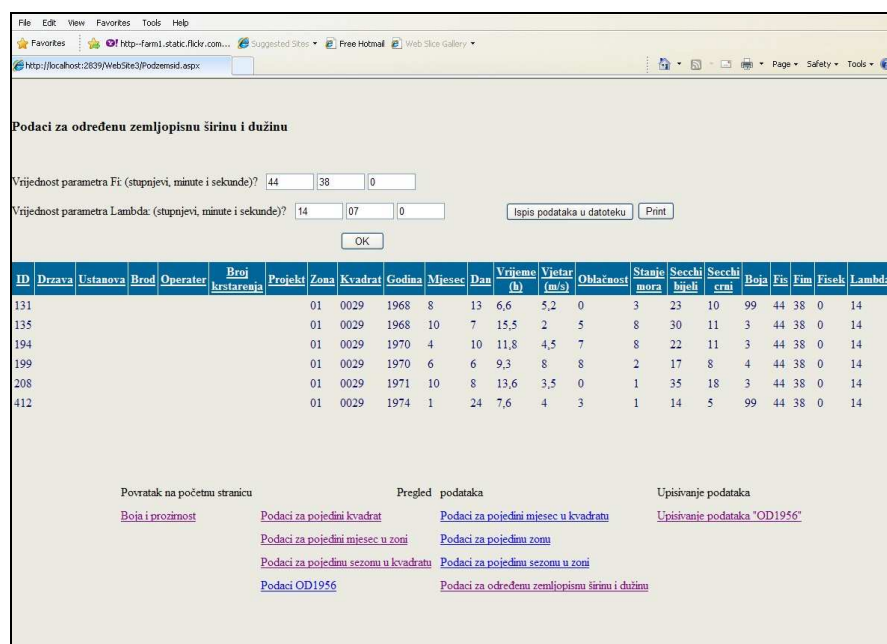 File Edit View Favorites Tools Help
Favorites http--farm1.static.flickr.com... Suggested Sites Free Hotmail Web Slice Gallery
http://localhost:2839/WebSite3/Podzemsid.aspx Page Safety Tools
Podaci za određenu zemljopisnu širinu i dužinu
Vrijednost parametra Fi: (stupnjevi, minute i sekunde)? 44 38 0
Vrijednost parametra Lambda: (stupnjevi, minute i sekunde)? 14 07 0 Ispis podataka u datoteku Print
OK
ID Drzava Ustanova Brod Operater Broj krstarenja Projekt Zona Kvadrat Godina Mjesec Dan Vrijeme (h) Vjetar (m/s) Oblačnost Stanje mora Secchi bijeli Secchi crni Boja Fis Fim Fisek Lambda
131 01 0029 1968 8 13 6,6 5,2 0 3 23 10 99 44 38 0 14
135 01 0029 1968 10 7 15,5 2 5 8 30 11 3 44 38 0 14
194 01 0029 1970 4 10 11,8 4,5 7 8 22 11 3 44 38 0 14
199 01 0029 1970 6 6 9,3 8 8 2 17 8 4 44 38 0 14
208 01 0029 1971 10 8 13,6 3,5 0 1 35 18 3 44 38 0 14
412 01 0029 1974 1 24 7,6 4 3 1 14 5 99 44 38 0 14
Povratak na početnu stranicu Pregled podataka Upisivanje podataka
Boja i prozirnost Podaci za pojedini kvadrat Podaci za pojedini mjesec u kvadratu Upisivanje podataka "OD1956"
Podaci za pojedini mjesec u zoni Podaci za pojedinu zonu
Podaci za pojedinu sezonu u kvadratu Podaci za pojedinu sezonu u zoni
Podaci OD1956 Podaci za određenu zemljopisnu širinu i dužinu